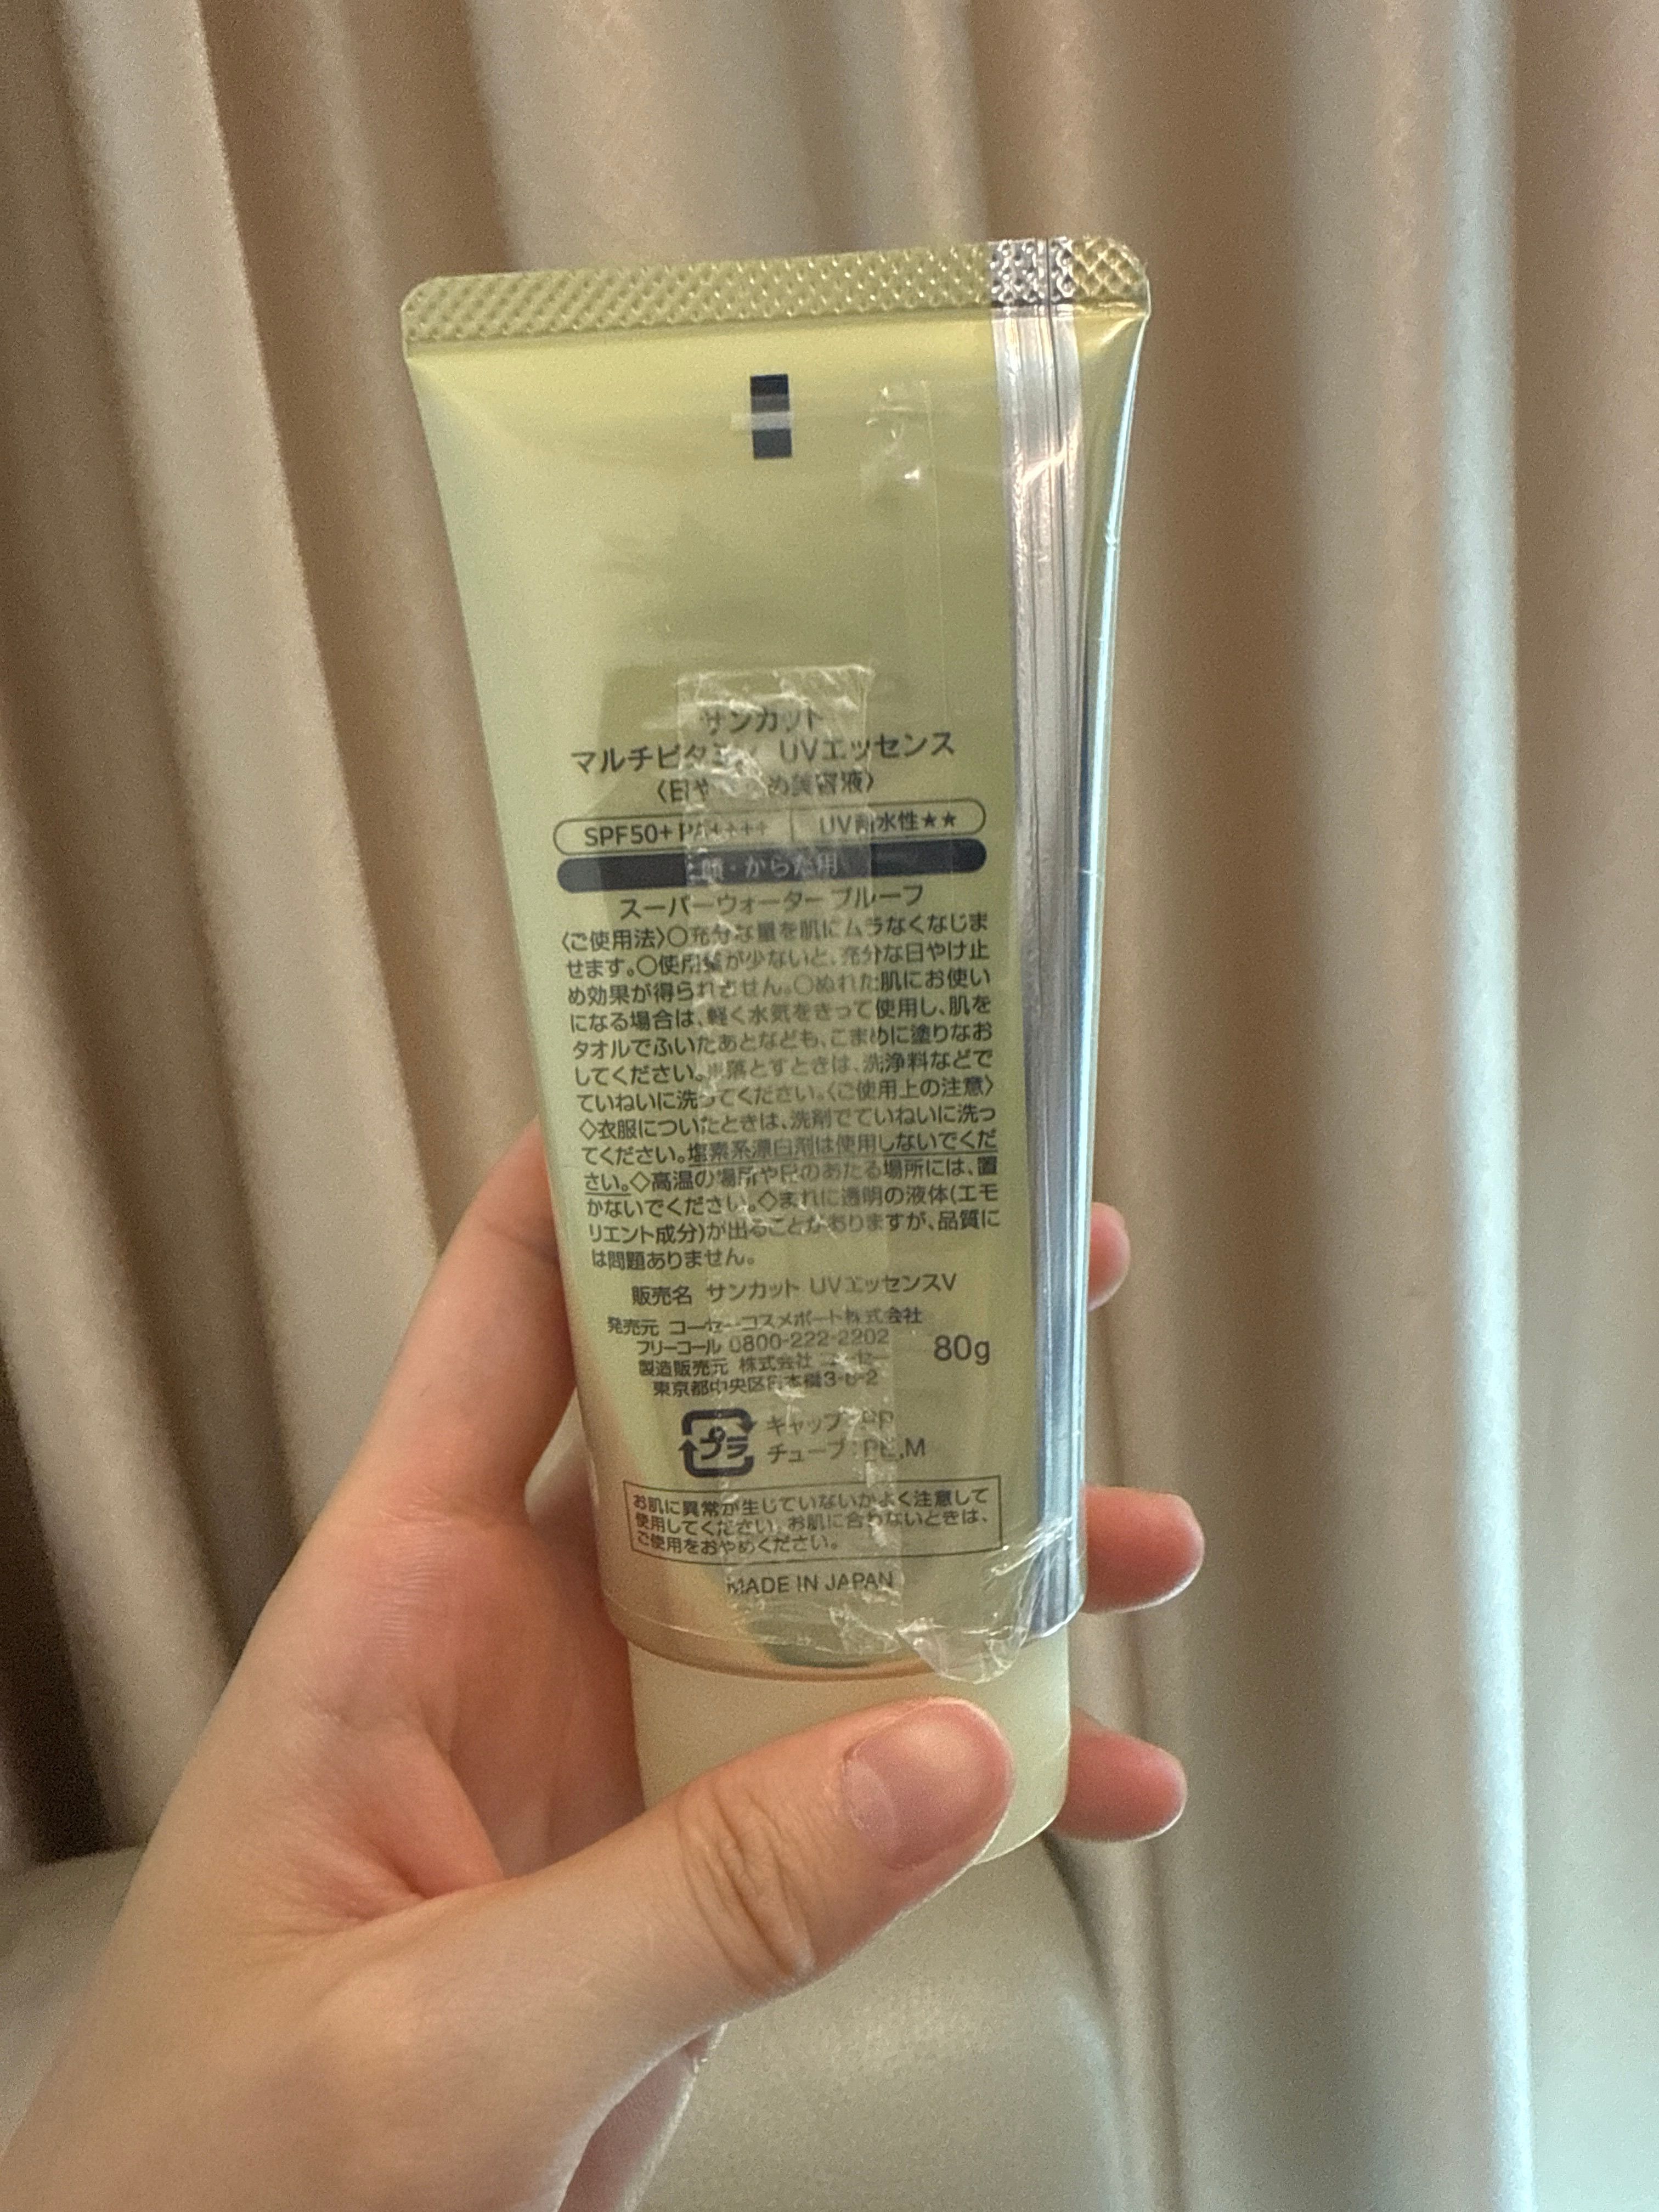 サンカット
マルチビタミン UVエッセンス
〈日やけ止め美容液〉
SPF50+ PA++++ UV耐水性★★
顔・からだ用
スーパーウォータープルーフ
〈ご使用法〉○充分な量を肌にムラなくなじま
せます。○使用量が少ないと、充分な日やけ止
め効果が得られません。○ぬれた肌にお使い
になる場合は、軽く水気をきって使用し、肌を
タオルでふいたあとなども、こまめに塗りなお
してください。※落とすときは、洗浄料などで
ていねいに洗ってください。〈ご使用上の注意〉
◇衣服についたときは、洗剤でていねいに洗っ
てください。塩素系漂白剤は使用しないでくだ
さい。◇高温の場所や日のあたる場所には、置
かないでください。◇まれに透明の液体(エモ
リエント成分)が出ることがありますが、品質に
は問題ありません。
販売名 サンカット UVエッセンスV
発売元 コーセーコスメポート株式会社
フリーコール 0800-222-2202
製造販売元 株式会社 コーセー
80g
東京都中央区日本橋3-6-2
プラ キャップ:PP
チューブ:PE,M
お肌に異常が生じていないかよく注意して
使用してください。お肌に合わないときは、
ご使用をおやめください。
MADE IN JAPAN